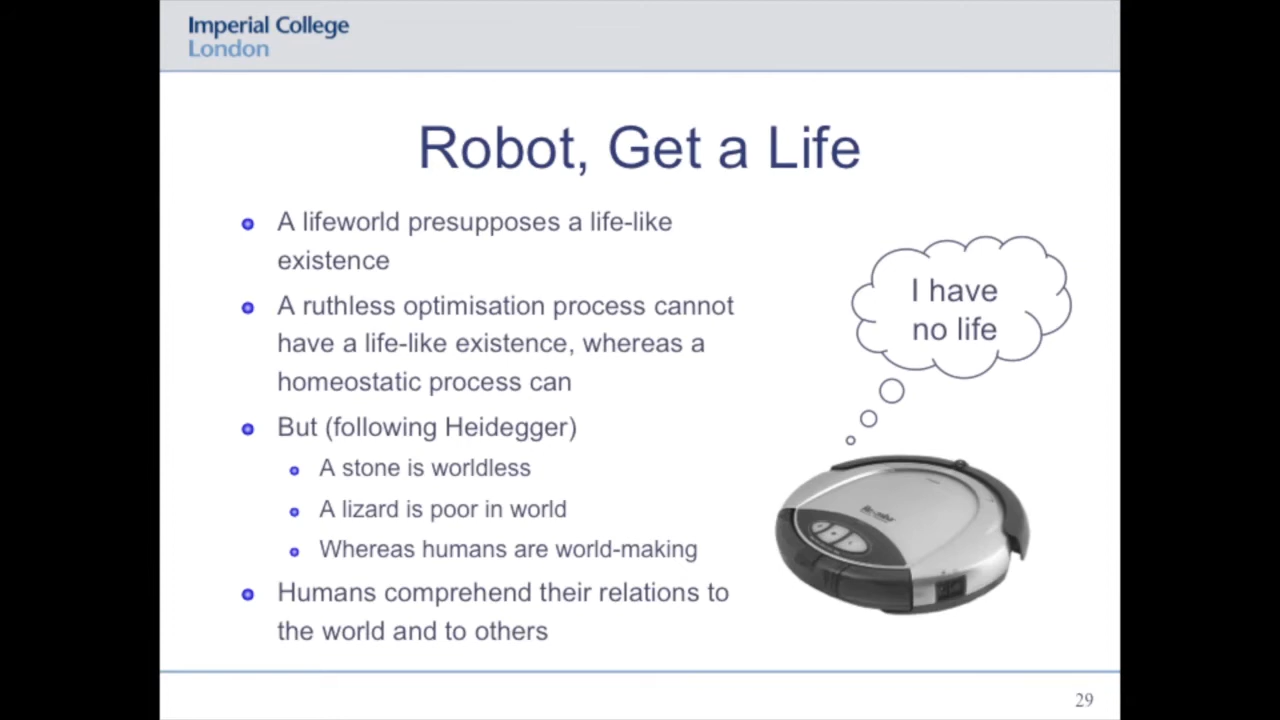 Imperial College
London
Robot, Get a Life
A lifeworld presupposes a life-like
existence
A ruthless optimisation process cannot
have a life-like existence, whereas a
homeostatic process can
But (following Heidegger)
A stone is worldless
A lizard is poor in world
Whereas humans are world-making
Humans comprehend their relations to
the world and to others
I have
no life
29